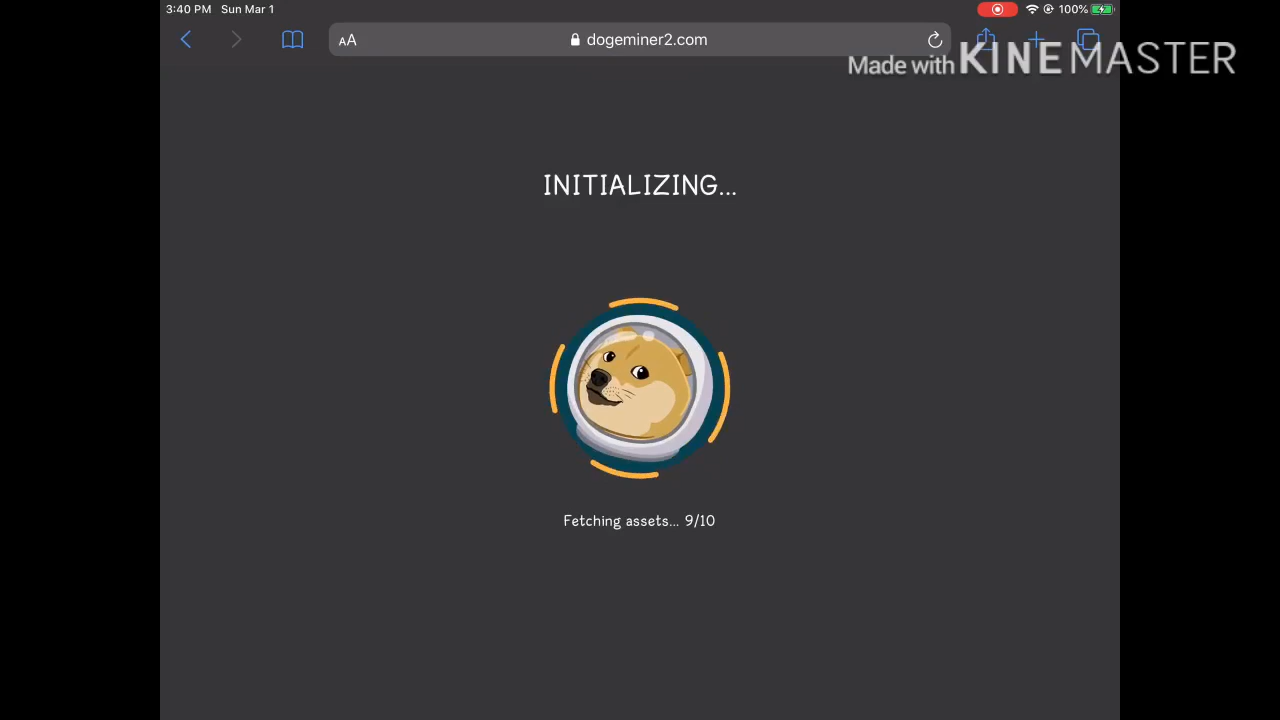 3:40 PM Sun Mar 1
100%
AA
dogeminer2.com
Made with KINEMASTER
INITIALIZING...
Fetching assets... 9/10